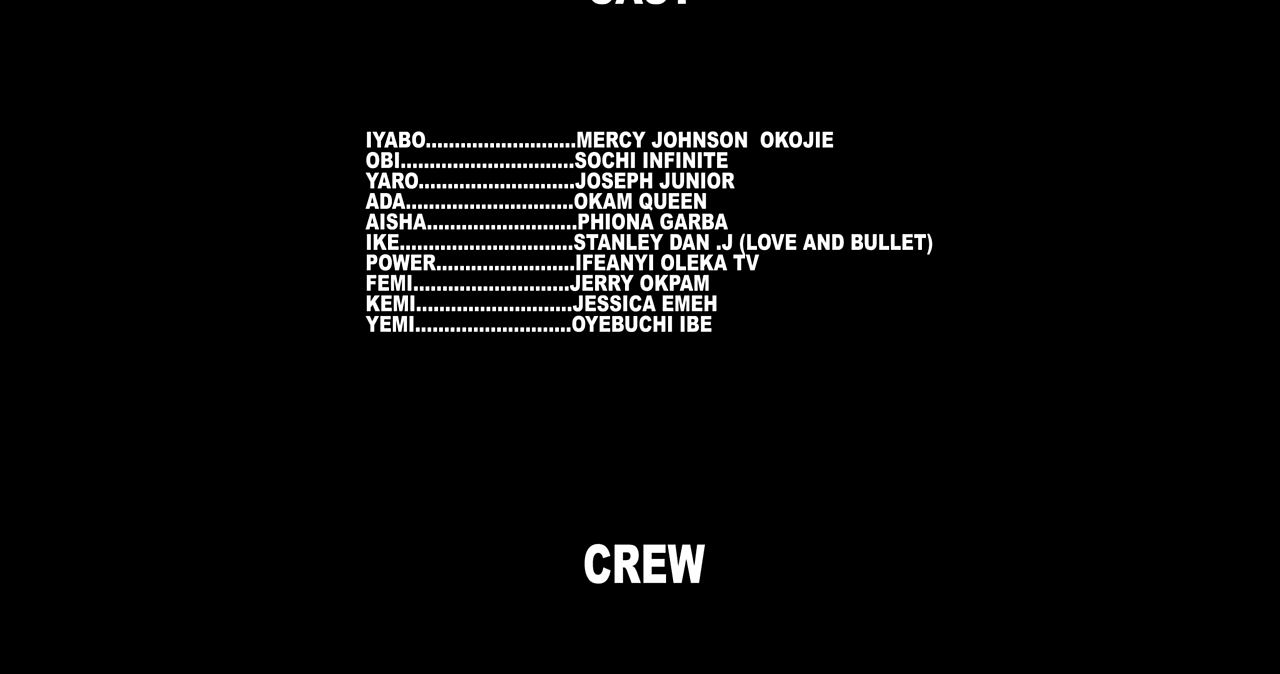 CAST
IYABO..........................MERCY JOHNSON  OKOJIE
OBI..............................SOCHI INFINITE
YARO...........................JOSEPH JUNIOR
ADA.............................OKAM QUEEN
AISHA..........................PHIONA GARBA
IKE..............................STANLEY DAN .J (LOVE AND BULLET)
POWER........................IFEANYI OLEKA TV
FEMI...........................JERRY OKPAM
KEMI...........................JESSICA EMEH
YEMI...........................OYEBUCHI IBE
CREW